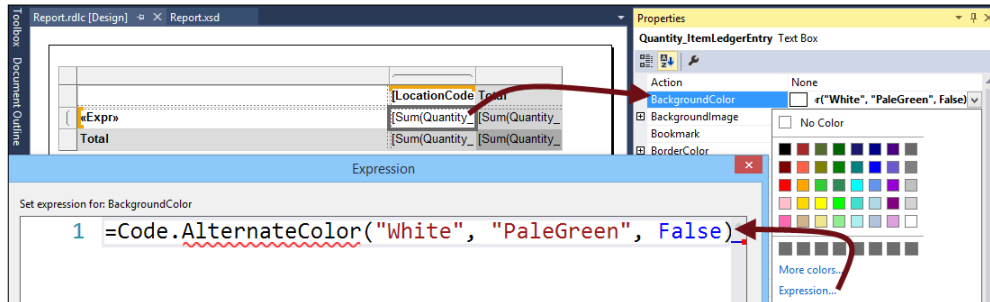 Toolbox
Document Outline
Report.rdlc [Design]
Report.xsd
Properties
Quantity_ItemLedgerEntry Text Box
Action None
BackgroundColor r("White", "PaleGreen", False)
BackgroundImage
Bookmark
BorderColor
No Color
[LocationCode Total
«Expr» [Sum(Quantity_ [Sum(Quantity_
Total [Sum(Quantity_ [Sum(Quantity_
Expression
Set expression for: BackgroundColor
1 =Code.AlternateColor("White", "PaleGreen", False)
More colors...
Expression...